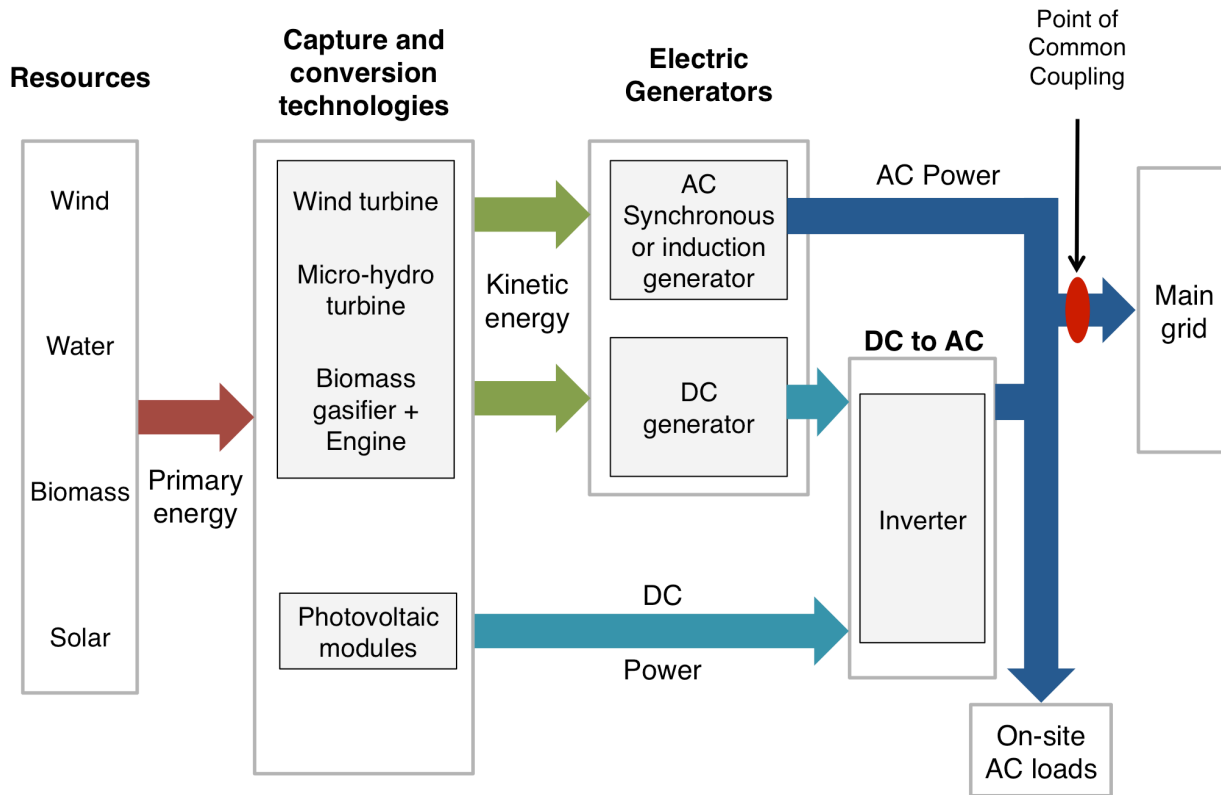 Resources
Wind
Water
Biomass
Solar
Primary
energy
Capture and
conversion
technologies
Wind turbine
Micro-hydro
turbine
Biomass
gasifier +
Engine
Photovoltaic
modules
Kinetic
energy
Electric
Generators
AC
Synchronous
or induction
generator
DC
generator
DC
Power
DC to AC
Inverter
AC Power
Point of
Common
Coupling
Main
grid
On-site
AC loads